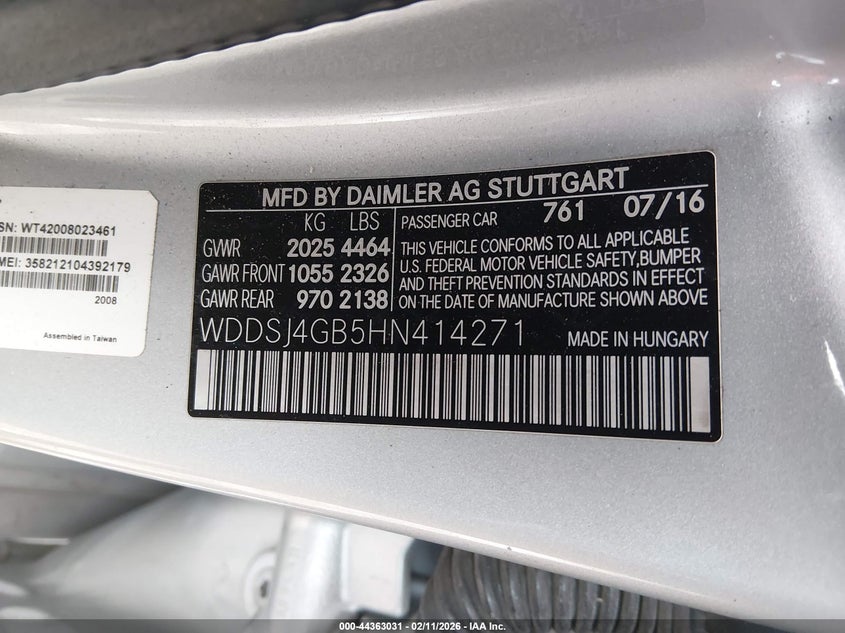 SN: WT42008023461
MEI: 358212104392179
2008
Assembled in Taiwan
MFD BY DAIMLER AG STUTTGART
KG LBS
GVWR 2025 4464
GAWR FRONT 1055 2326
GAWR REAR 970 2138
PASSENGER CAR 761 07/16
THIS VEHICLE CONFORMS TO ALL APPLICABLE
U.S. FEDERAL MOTOR VEHICLE SAFETY,BUMPER
AND THEFT PREVENTION STANDARDS IN EFFECT
ON THE DATE OF MANUFACTURE SHOWN ABOVE
WDDSJ4GB5HN414271 MADE IN HUNGARY
000-44363031 - 02/11/2026 - IAA Inc.